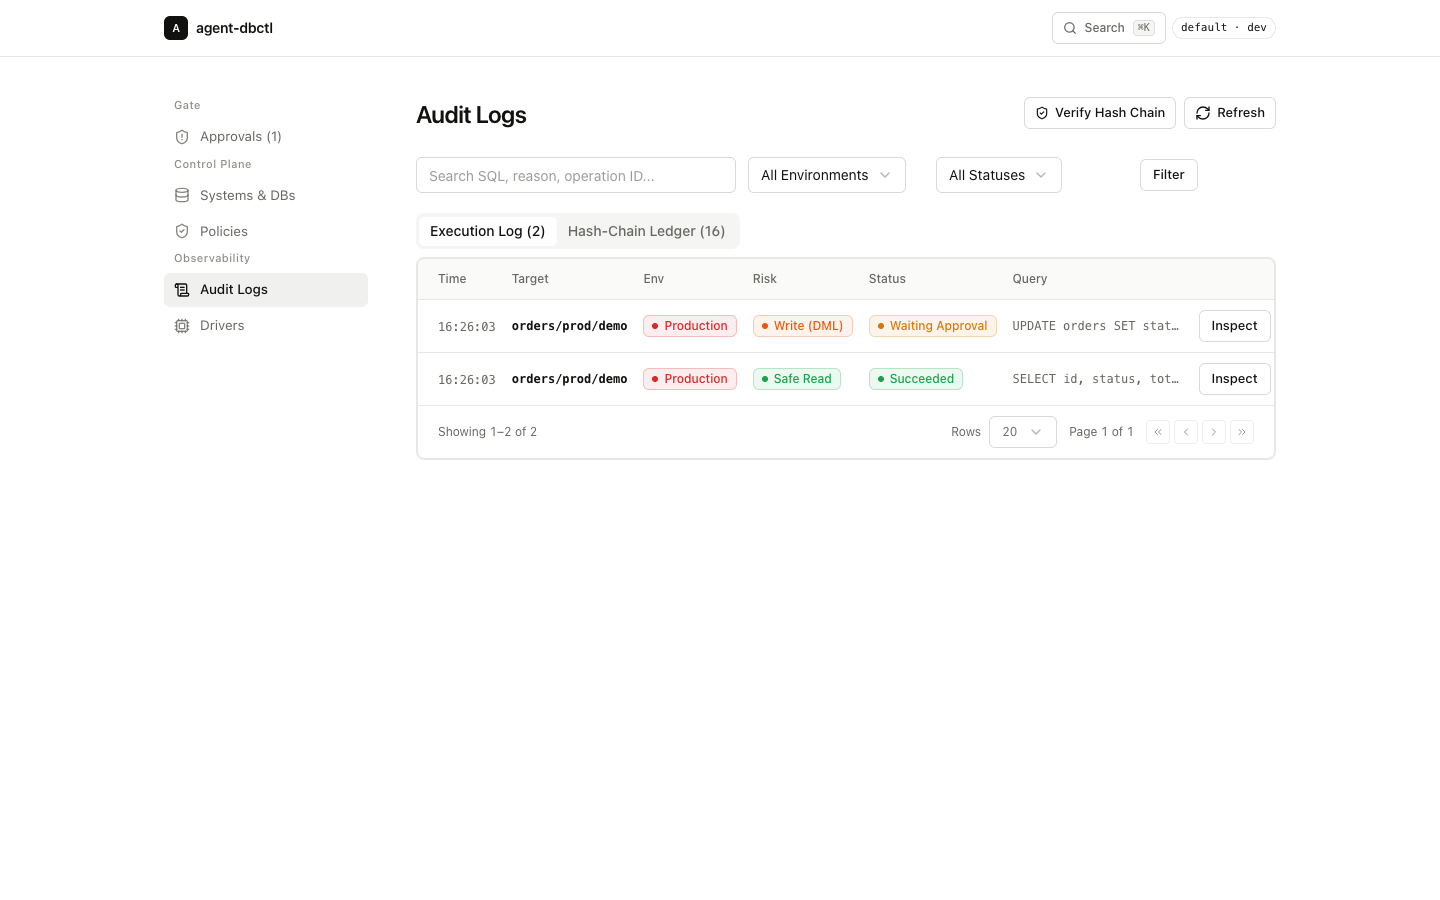 A agent-dbctl
Search ⌘K default · dev
Gate
Approvals (1)
Control Plane
Systems & DBs
Policies
Observability
Audit Logs
Drivers
Audit Logs
Verify Hash Chain Refresh
Search SQL, reason, operation ID... All Environments All Statuses Filter
Execution Log (2) Hash-Chain Ledger (16)
Time Target Env Risk Status Query
16:26:03 orders/prod/demo Production Write (DML) Waiting Approval UPDATE orders SET stat… Inspect
16:26:03 orders/prod/demo Production Safe Read Succeeded SELECT id, status, tot… Inspect
Showing 1–2 of 2 Rows 20 Page 1 of 1 « ‹ › »